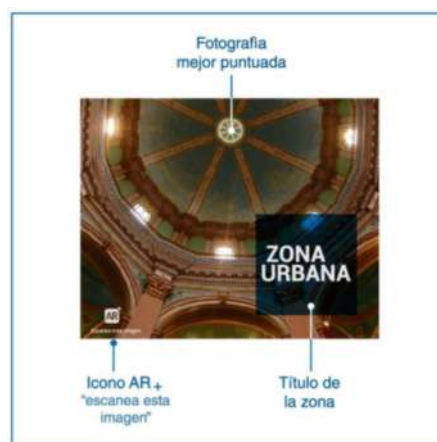 Fotografía
mejor puntuada
ZONA
URBANA
AR
Icono AR+
"escanea esta
imagen"
Título de
la zona